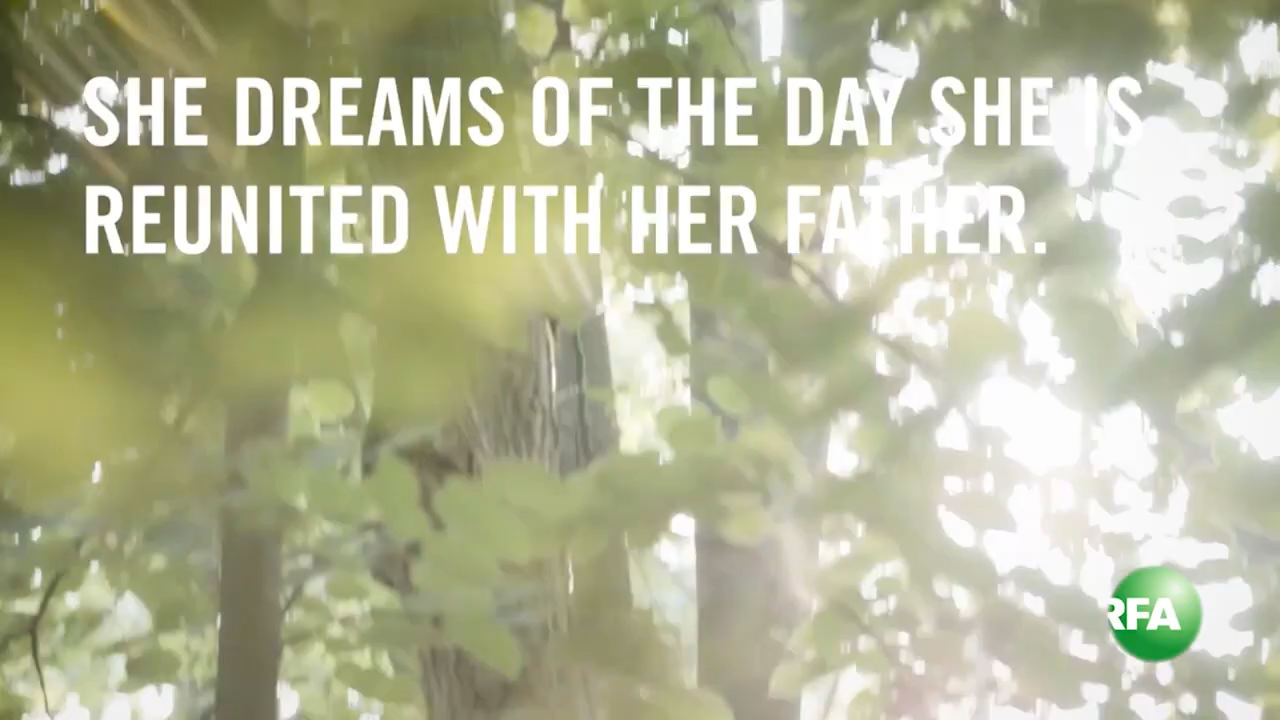 SHE DREAMS OF THE DAY SHE IS
REUNITED WITH HER FATHER.
RFA